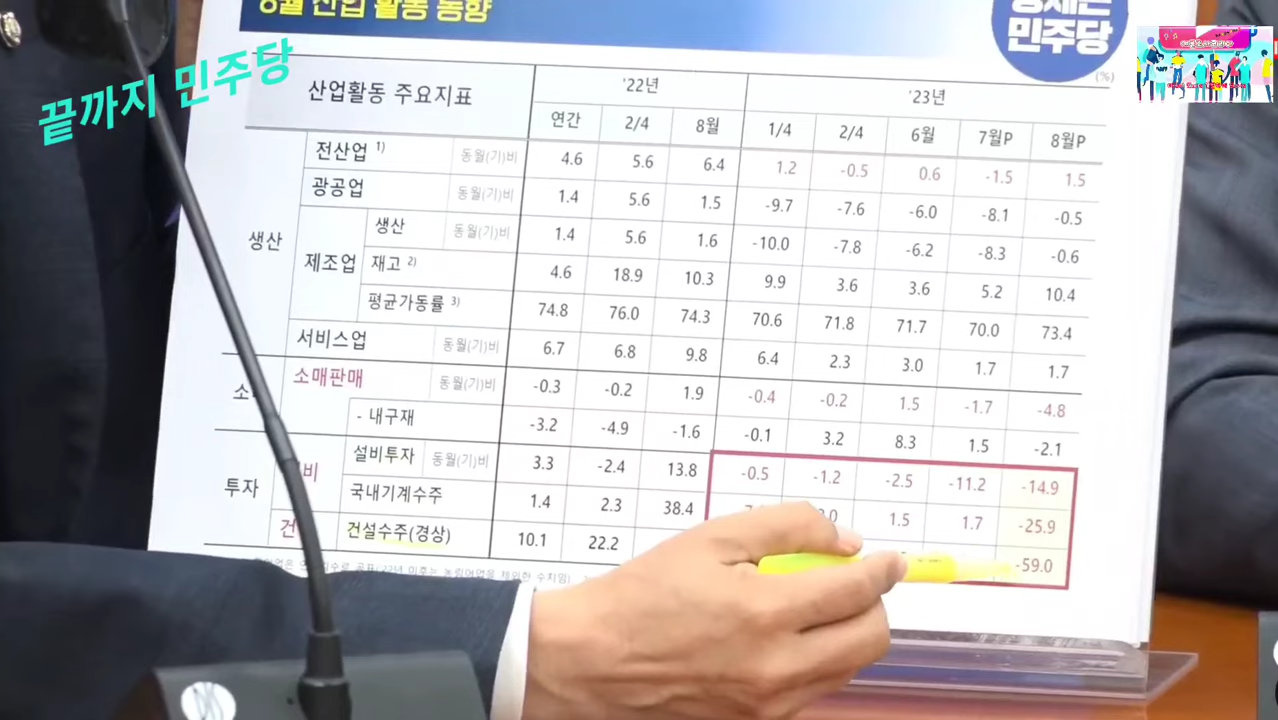 8월 산업 활동 동향
민주당
끝까지 민주당
(%)
산업활동 주요지표 '22년 '23년
연간 2/4 8월 1/4 2/4 6월 7월P 8월P
전산업 1) 동월(기)비 4.6 5.6 6.4 1.2 -0.5 0.6 -1.5 1.5
광공업 동월(기)비 1.4 5.6 1.5 -9.7 -7.6 -6.0 -8.1 -0.5
생산 제조업 생산 동월(기)비 1.4 5.6 1.6 -10.0 -7.8 -6.2 -8.3 -0.6
재고 2) 4.6 18.9 10.3 9.9 3.6 3.6 5.2 10.4
평균가동률 3) 74.8 76.0 74.3 70.6 71.8 71.7 70.0 73.4
서비스업 동월(기)비 6.7 6.8 9.8 6.4 2.3 3.0 1.7 1.7
소매판매 동월(기)비 -0.3 -0.2 1.9 -0.4 -0.2 1.5 -1.7 -4.8
- 내구재 -3.2 -4.9 -1.6 -0.1 3.2 8.3 1.5 -2.1
투자 비 설비투자 동월(기)비 3.3 -2.4 13.8 -0.5 -1.2 -2.5 -11.2 -14.9
국내기계수주 1.4 2.3 38.4 1.5 1.7 -25.9
건 건설수주(경상) 10.1 22.2 -59.0